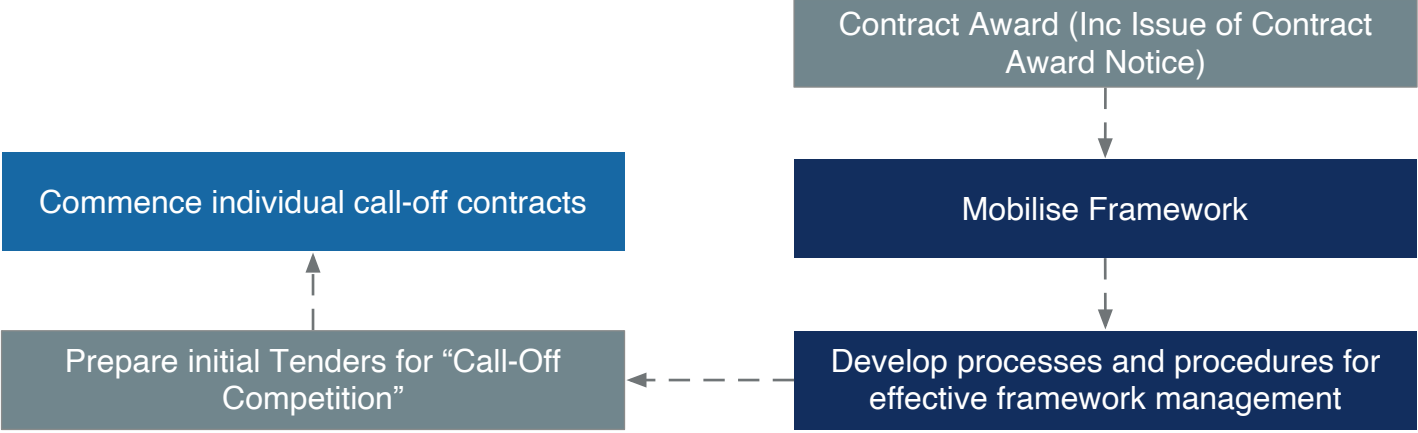 Contract Award (Inc Issue of Contract
Award Notice)
Commence individual call-off contracts
Mobilise Framework
Prepare initial Tenders for “Call-Off
Competition”
Develop processes and procedures for
effective framework management